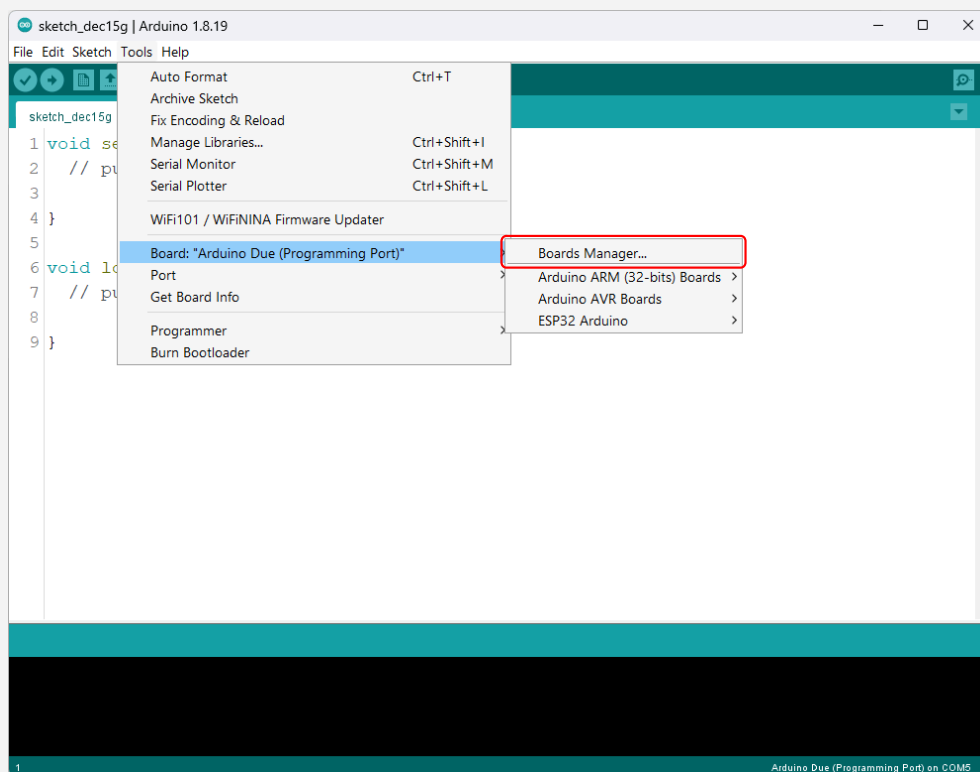 sketch_dec15g | Arduino 1.8.19
File Edit Sketch Tools Help
Auto Format Ctrl+T
Archive Sketch
Fix Encoding & Reload
Manage Libraries... Ctrl+Shift+I
Serial Monitor Ctrl+Shift+M
Serial Plotter Ctrl+Shift+L
WiFi101 / WiFiNINA Firmware Updater
Board: "Arduino Due (Programming Port)"
Port
Get Board Info
Programmer
Burn Bootloader
Boards Manager...
Arduino ARM (32-bits) Boards
Arduino AVR Boards
ESP32 Arduino
sketch_dec15g
1 void se
2 // pu
3
4 }
5
6 void lo
7 // pu
8
9 }
1 Arduino Due (Programming Port) on COM5